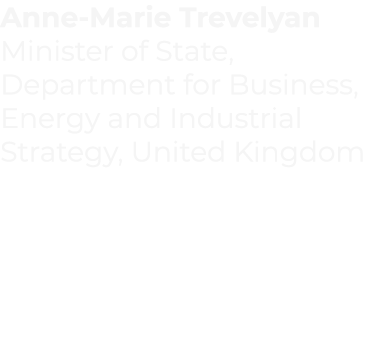 Anne-Marie Trevelyan
Minister of State,
Department for Business,
Energy and Industrial
Strategy, United Kingdom